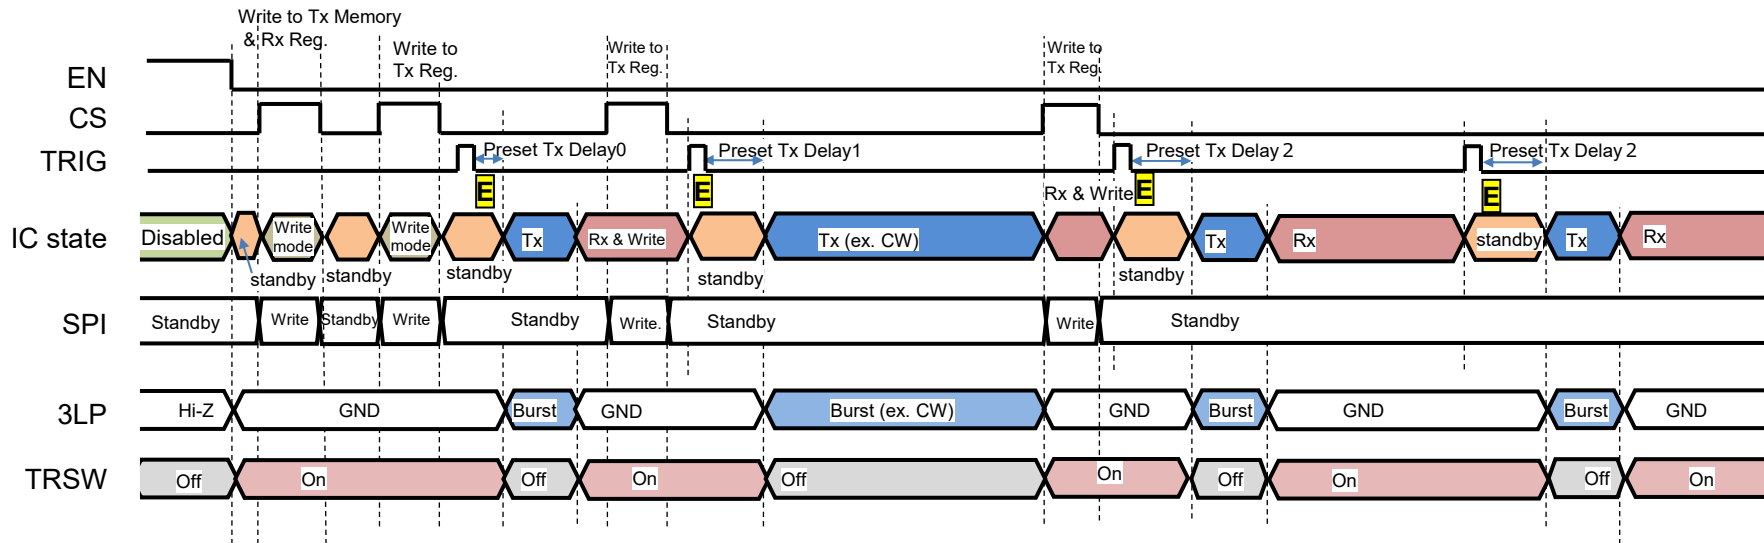 Write to Tx Memory
& Rx Reg.
Write to
Tx Reg.
Write to
Tx Reg.
Write to
Tx Reg.
EN
CS
TRIG
Preset Tx Delay0
Preset Tx Delay1
Preset Tx Delay 2
Preset Tx Delay 2
E
E
E
E
Rx & Write
IC state
Disabled
Write
mode
Write
mode
Tx
Rx & Write
Tx (ex. CW)
Tx
Rx
standby
Tx
Rx
standby
standby
standby
standby
standby
SPI
Standby
Write
Standby
Write
Standby
Write.
Standby
Write
Standby
3LP
Hi-Z
GND
Burst
GND
Burst (ex. CW)
GND
Burst
GND
Burst
GND
TRSW
Off
On
Off
On
Off
On
Off
On
Off
On